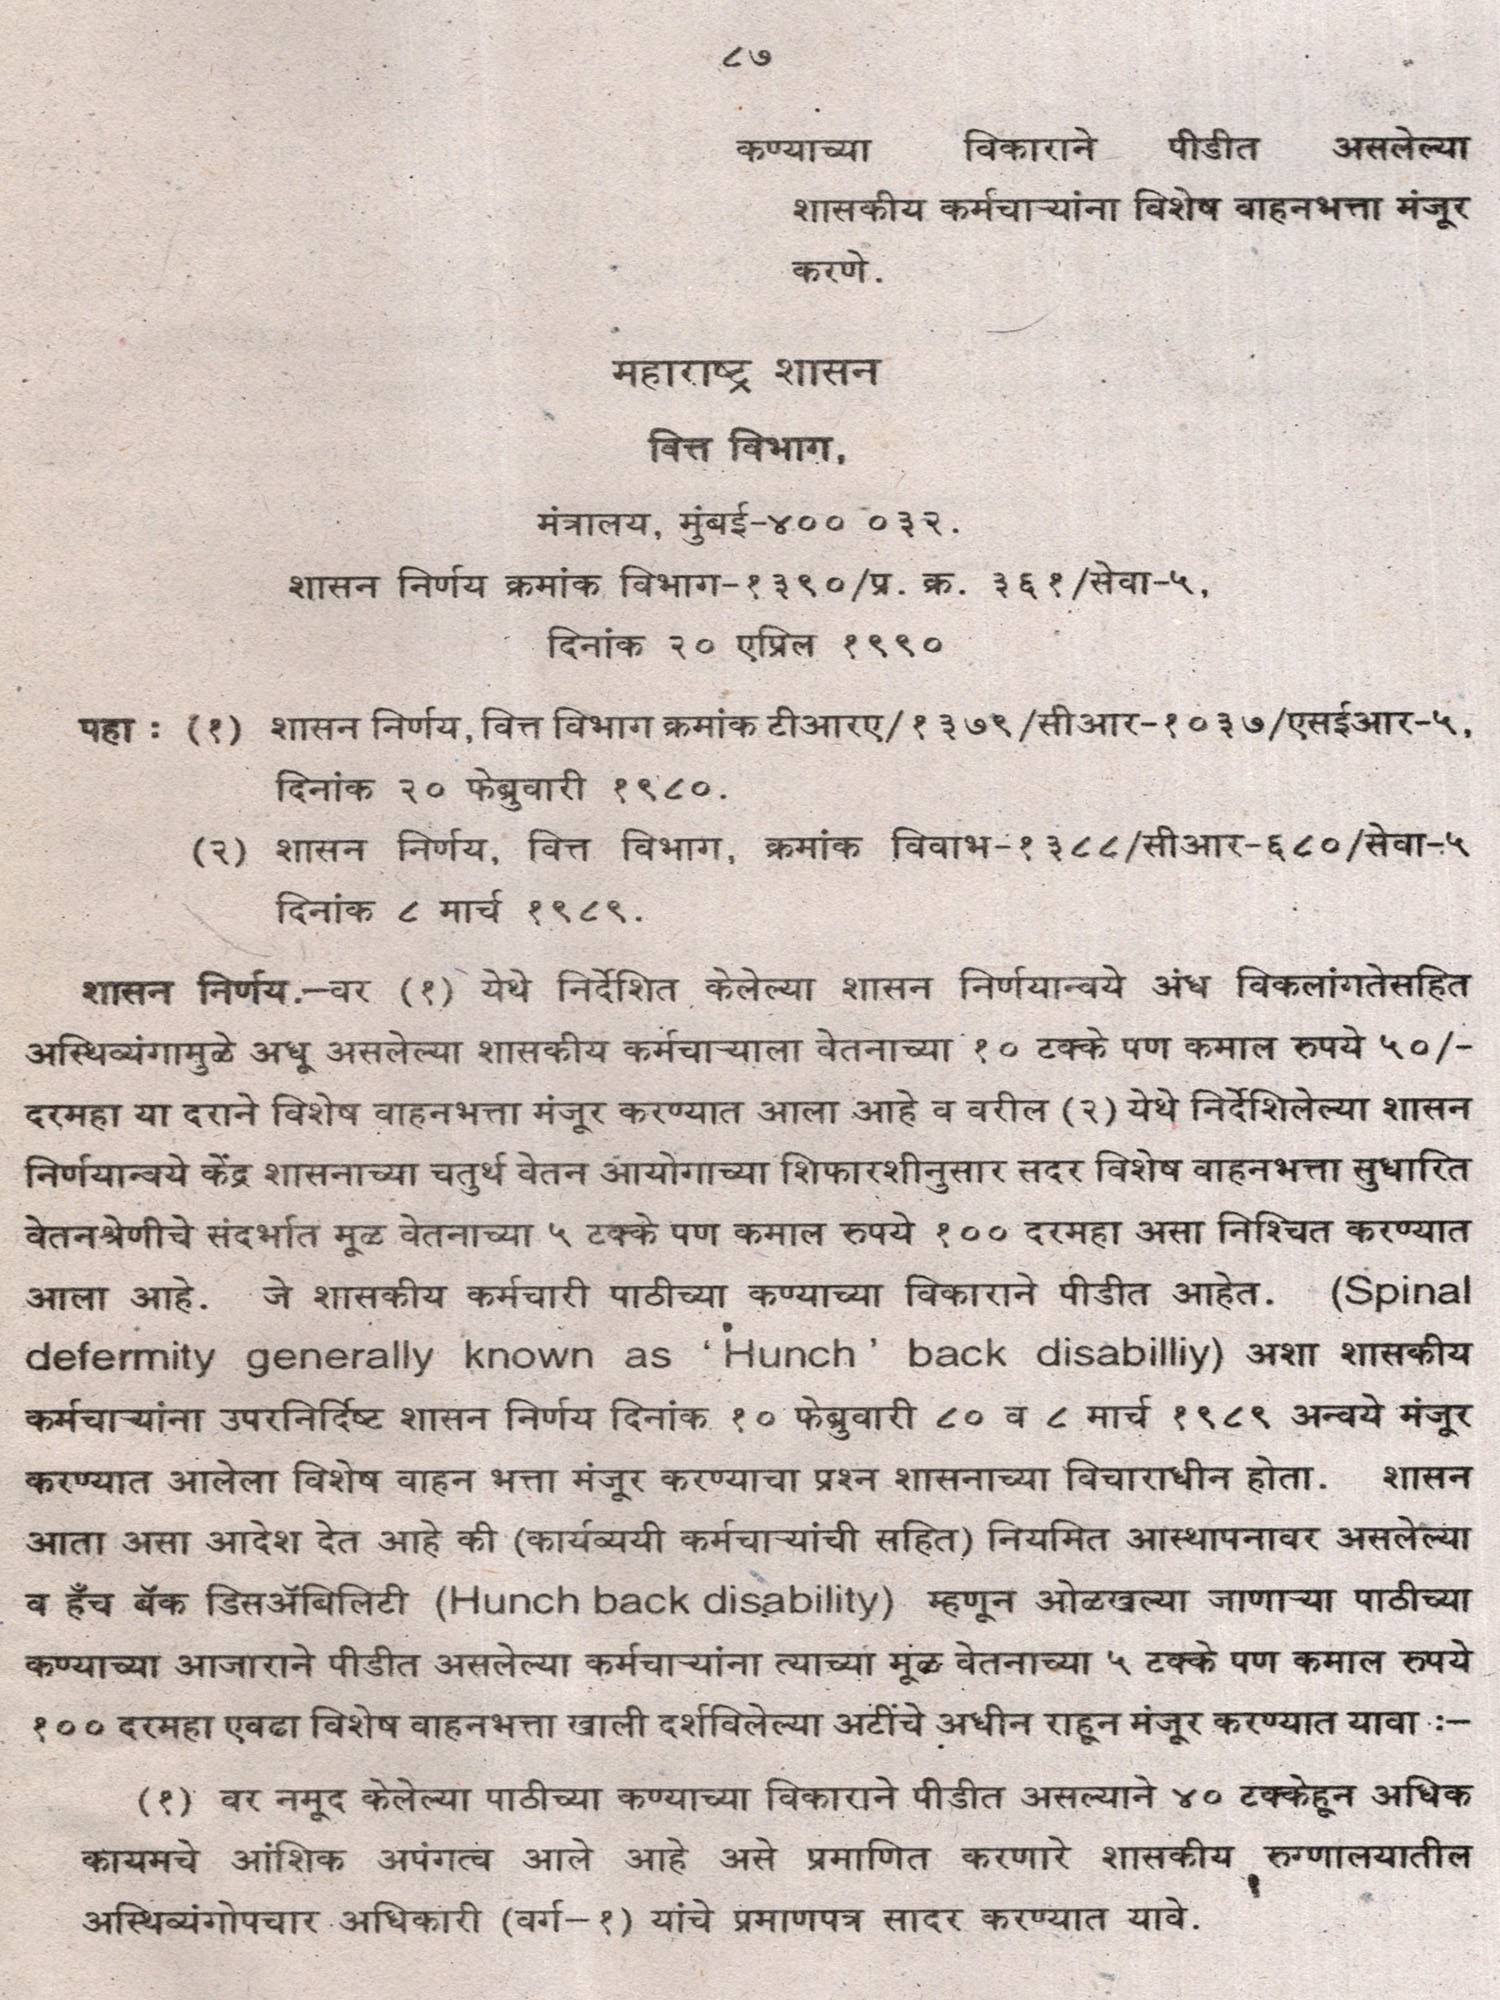 ८७
कण्याच्या विकाराने पीडीत असलेल्या
शासकीय कर्मचाऱ्यांना विशेष वाहनभत्ता मंजूर
करणे.
महाराष्ट्र शासन
वित्त विभाग,
मंत्रालय, मुंबई-४०० ०३२.
शासन निर्णय क्रमांक विभाग-१३९०/प्र. क्र. ३६१/सेवा-५,
दिनांक २० एप्रिल १९९०
पहा : (१) शासन निर्णय, वित्त विभाग क्रमांक टीआरए/१३७९/सीआर-१०३७/एसईआर-५,
दिनांक २० फेब्रुवारी १९८०.
(२) शासन निर्णय, वित्त विभाग, क्रमांक विवाभ-१३८८/सीआर-६८०/सेवा-५
दिनांक ८ मार्च १९८९.
शासन निर्णय.-वर (१) येथे निर्देशित केलेल्या शासन निर्णयान्वये अंध विकलांगतेसहित
अस्थिव्यंगामुळे अधू असलेल्या शासकीय कर्मचाऱ्याला वेतनाच्या १० टक्के पण कमाल रुपये ५०/-
दरमहा या दराने विशेष वाहनभत्ता मंजूर करण्यात आला आहे व वरील (२) येथे निर्देशिलेल्या शासन
निर्णयान्वये केंद्र शासनाच्या चतुर्थ वेतन आयोगाच्या शिफारशीनुसार सदर विशेष वाहनभत्ता सुधारित
वेतनश्रेणीचे संदर्भात मूळ वेतनाच्या ५ टक्के पण कमाल रुपये १०० दरमहा असा निश्चित करण्यात
आला आहे. जे शासकीय कर्मचारी पाठीच्या कण्याच्या विकाराने पीडीत आहेत. (Spinal
defermity generally known as ‘Hunch’ back disabilliy) अशा शासकीय
कर्मचाऱ्यांना उपरनिर्दिष्ट शासन निर्णय दिनांक १० फेब्रुवारी ८० व ८ मार्च १९८९ अन्वये मंजूर
करण्यात आलेला विशेष वाहन भत्ता मंजूर करण्याचा प्रश्न शासनाच्या विचाराधीन होता. शासन
आता असा आदेश देत आहे की (कार्यव्ययी कर्मचाऱ्यांची सहित) नियमित आस्थापनावर असलेल्या
व हँच बॅक डिसॲबिलिटी (Hunch back disability) म्हणून ओळखल्या जाणाऱ्या पाठीच्या
कण्याच्या आजाराने पीडीत असलेल्या कर्मचाऱ्यांना त्याच्या मूळ वेतनाच्या ५ टक्के पण कमाल रुपये
१०० दरमहा एवढा विशेष वाहनभत्ता खाली दर्शविलेल्या अटींचे अधीन राहून मंजूर करण्यात यावा :-
(१) वर नमूद केलेल्या पाठीच्या कण्याच्या विकाराने पीडीत असल्याने ४० टक्केहून अधिक
कायमचे आंशिक अपंगत्व आले आहे असे प्रमाणित करणारे शासकीय रुग्णालयातील
अस्थिव्यंगोपचार अधिकारी (वर्ग-१) यांचे प्रमाणपत्र सादर करण्यात यावे.